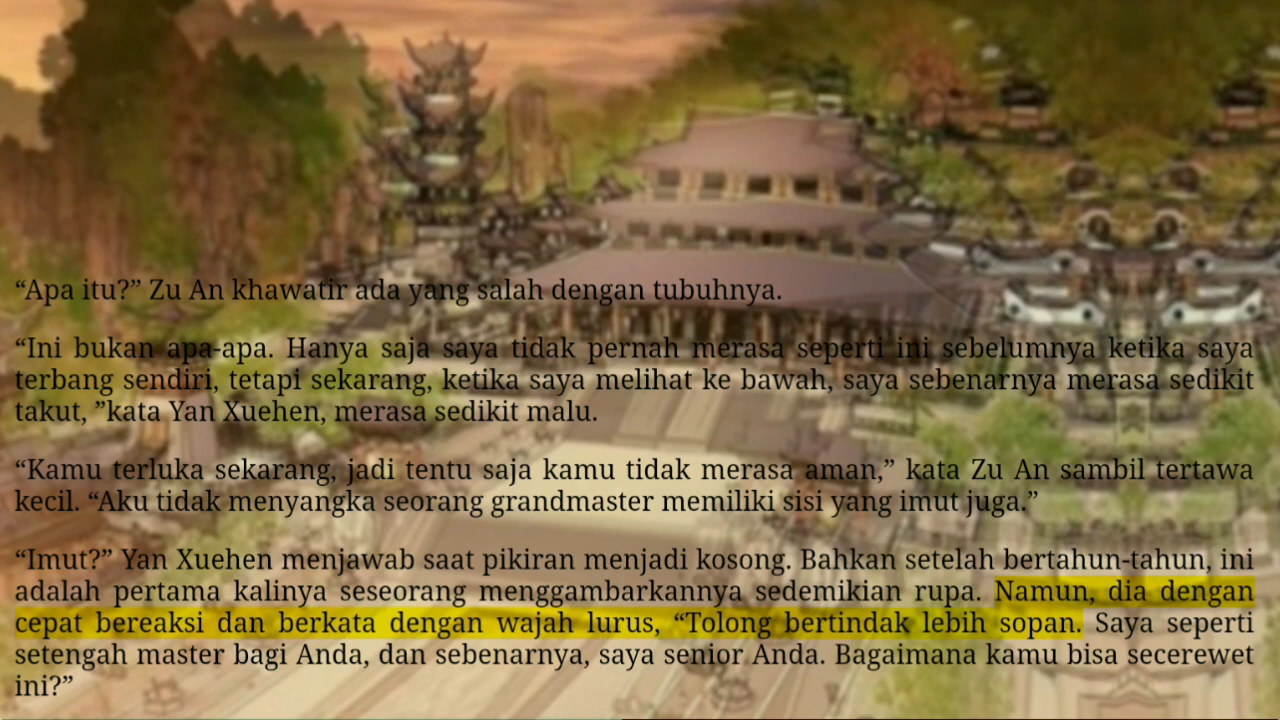 “Apa itu?” Zu An khawatir ada yang salah dengan tubuhnya.
“Ini bukan apa-apa. Hanya saja saya tidak pernah merasa seperti ini sebelumnya ketika saya
terbang sendiri, tetapi sekarang, ketika saya melihat ke bawah, saya sebenarnya merasa sedikit
takut, ”kata Yan Xuehen, merasa sedikit malu.
“Kamu terluka sekarang, jadi tentu saja kamu tidak merasa aman,” kata Zu An sambil tertawa
kecil. “Aku tidak menyangka seorang grandmaster memiliki sisi yang imut juga.”
“Imut?” Yan Xuehen menjawab saat pikiran menjadi kosong. Bahkan setelah bertahun-tahun, ini
adalah pertama kalinya seseorang menggambarkannya sedemikian rupa. Namun, dia dengan
cepat bereaksi dan berkata dengan wajah lurus, “Tolong bertindak lebih sopan. Saya seperti
setengah master bagi Anda, dan sebenarnya, saya senior Anda. Bagaimana kamu bisa secerewet
ini?”